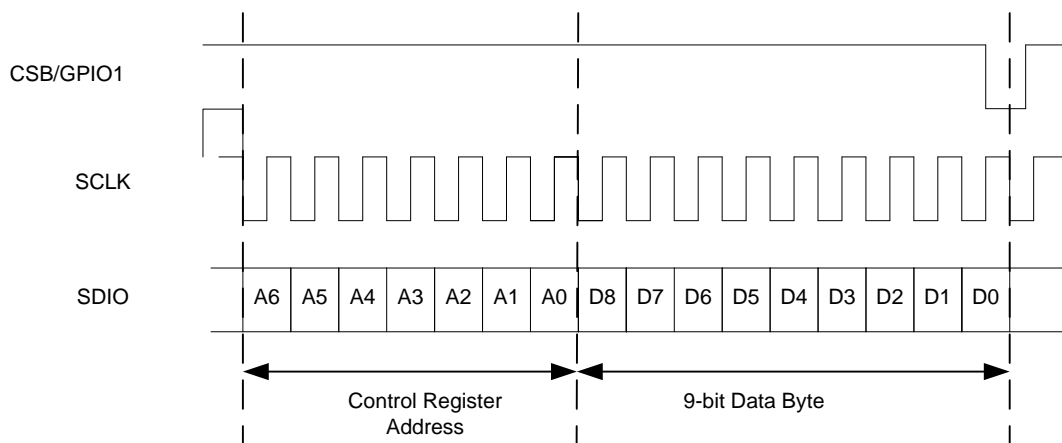 CSB/GPIO1
SCLK
SDIO
A6 A5 A4 A3 A2 A1 A0 D8 D7 D6 D5 D4 D3 D2 D1 D0
Control Register
Address
9-bit Data Byte